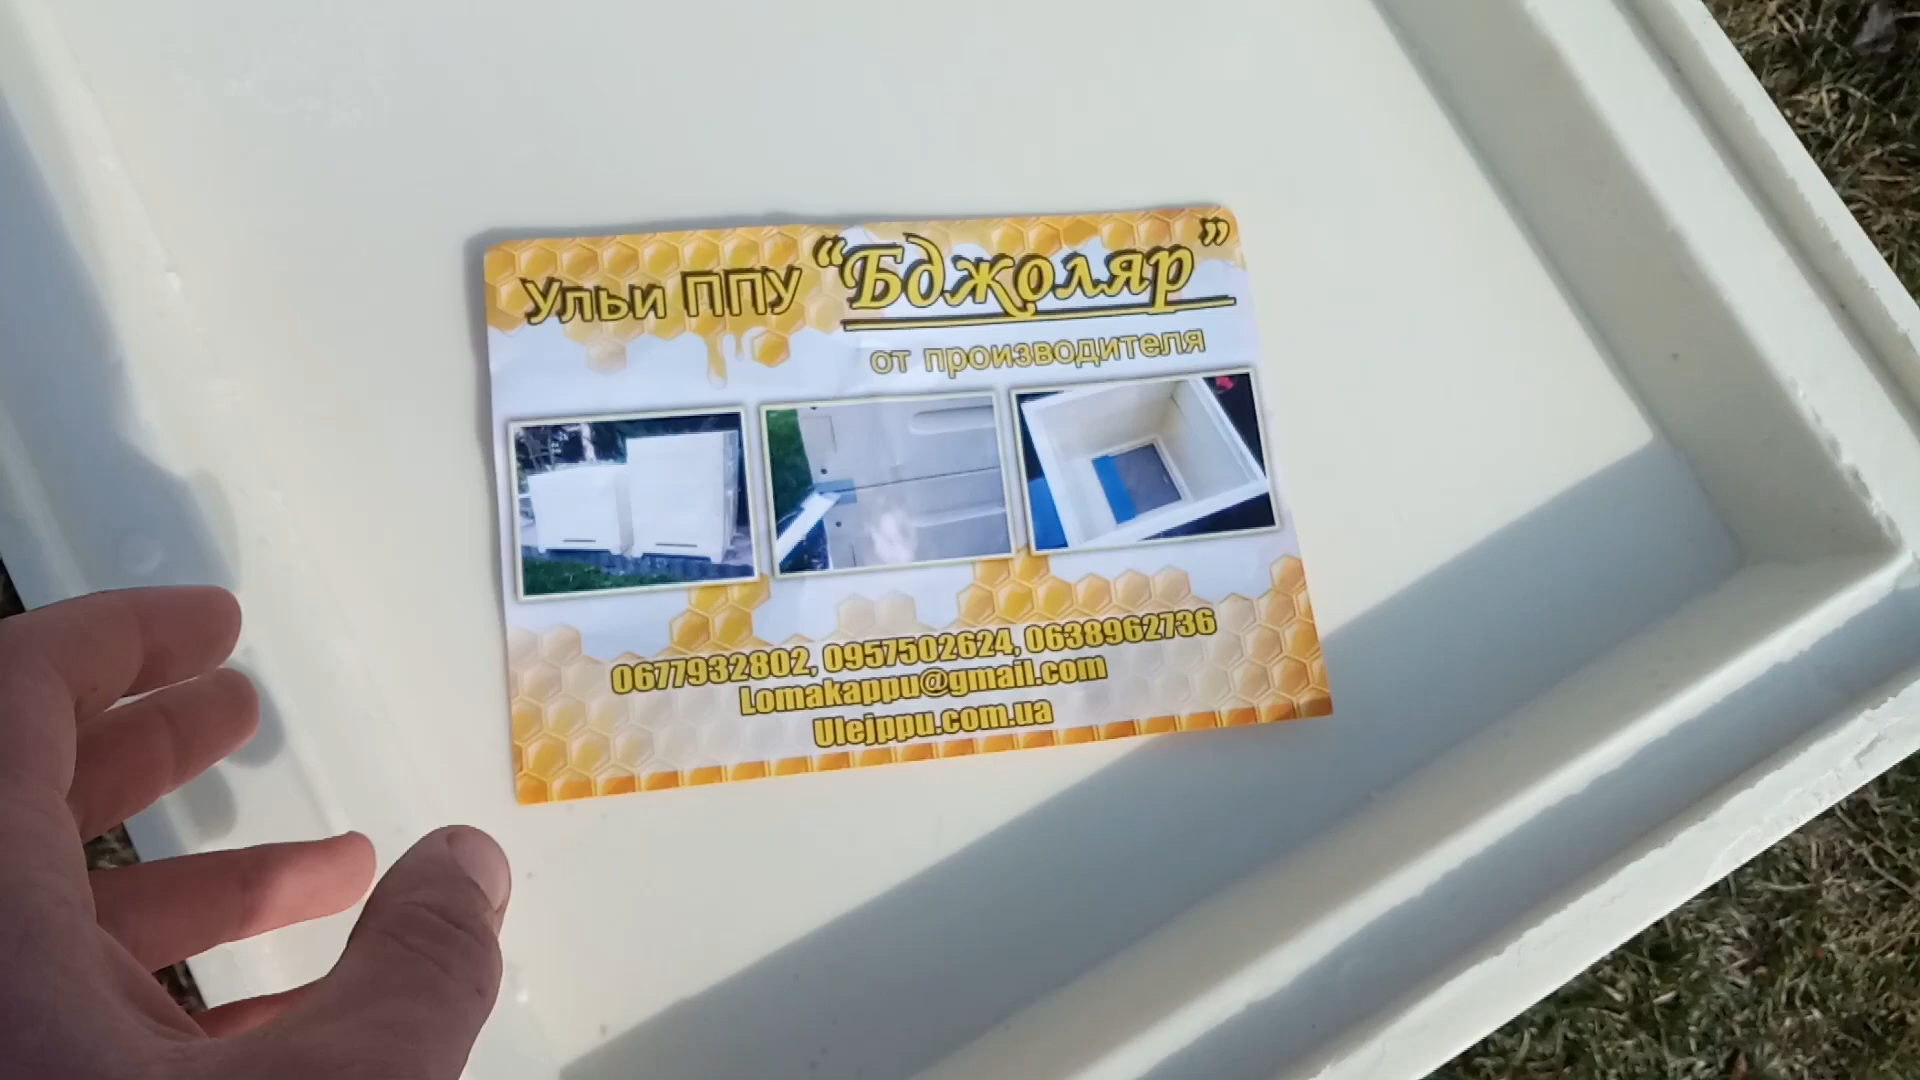 Ульи ППУ “Бджоляр”
от производителя
0677932802, 0957502624, 0638962736
Lomakappu@gmail.com
Ulejppu.com.ua